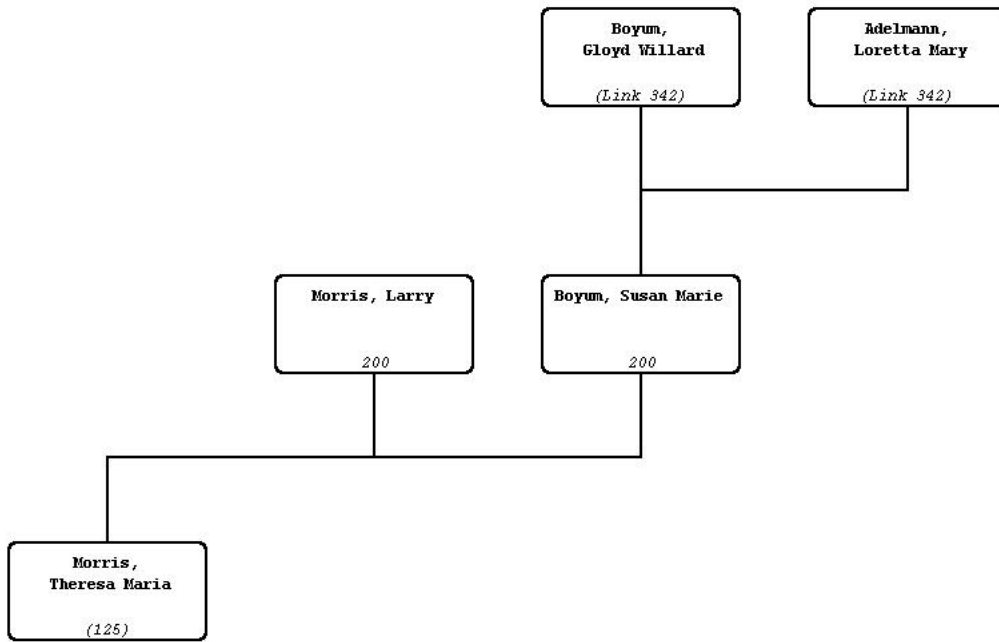 Boyum,
Gloyd Willard
(Link 342)
Adelmann,
Loretta Mary
(Link 342)
Morris, Larry
200
Boyum, Susan Marie
200
Morris,
Theresa Maria
(125)